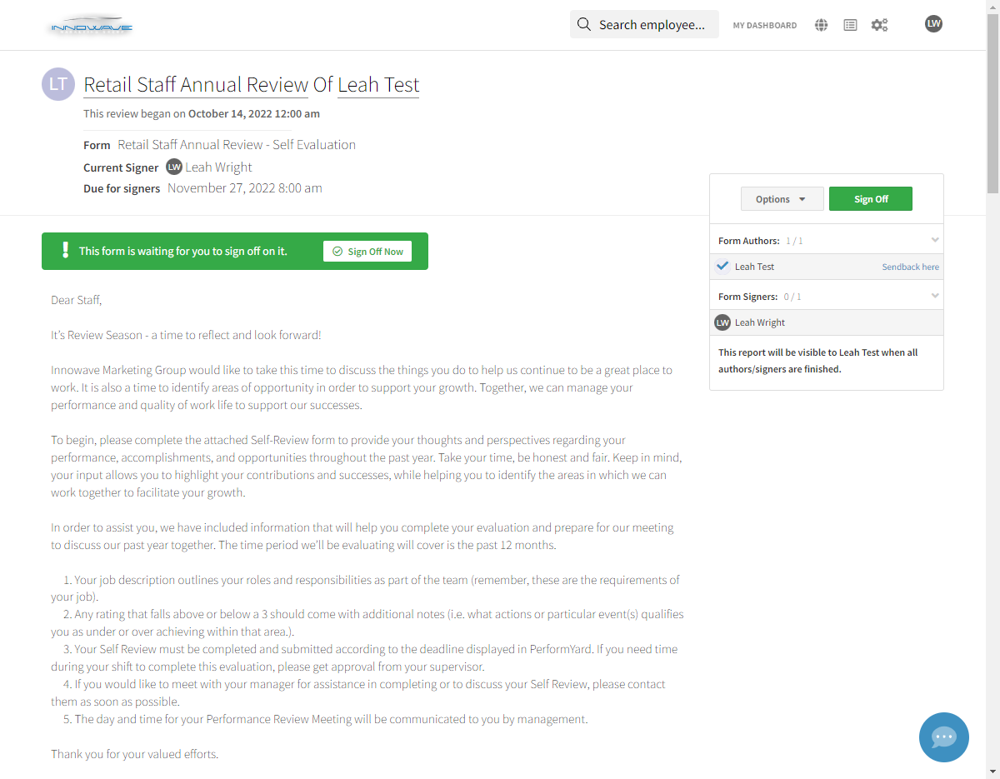 INNOWAVE
Search employee...
MY DASHBOARD
LW
LT
Retail Staff Annual Review Of Leah Test
This review began on October 14, 2022 12:00 am
Form Retail Staff Annual Review - Self Evaluation
Current Signer LW Leah Wright
Due for signers November 27, 2022 8:00 am
Options
Sign Off
Form Authors: 1 / 1
Leah Test
Sendback here
Form Signers: 0 / 1
LW Leah Wright
This report will be visible to Leah Test when all
authors/signers are finished.
! This form is waiting for you to sign off on it.
Sign Off Now
Dear Staff,
It's Review Season - a time to reflect and look forward!
Innowave Marketing Group would like to take this time to discuss the things you do to help us continue to be a great place to
work. It is also a time to identify areas of opportunity in order to support your growth. Together, we can manage your
performance and quality of work life to support our successes.
To begin, please complete the attached Self-Review form to provide your thoughts and perspectives regarding your
performance, accomplishments, and opportunities throughout the past year. Take your time, be honest and fair. Keep in mind,
your input allows you to highlight your contributions and successes, while helping you to identify the areas in which we can
work together to facilitate your growth.
In order to assist you, we have included information that will help you complete your evaluation and prepare for our meeting
to discuss our past year together. The time period we'll be evaluating will cover is the past 12 months.
1. Your job description outlines your roles and responsibilities as part of the team (remember, these are the requirements of
your job).
2. Any rating that falls above or below a 3 should come with additional notes (i.e. what actions or particular event(s) qualifies
you as under or over achieving within that area.).
3. Your Self Review must be completed and submitted according to the deadline displayed in PerformYard. If you need time
during your shift to complete this evaluation, please get approval from your supervisor.
4. If you would like to meet with your manager for assistance in completing or to discuss your Self Review, please contact
them as soon as possible.
5. The day and time for your Performance Review Meeting will be communicated to you by management.
Thank you for your valued efforts.